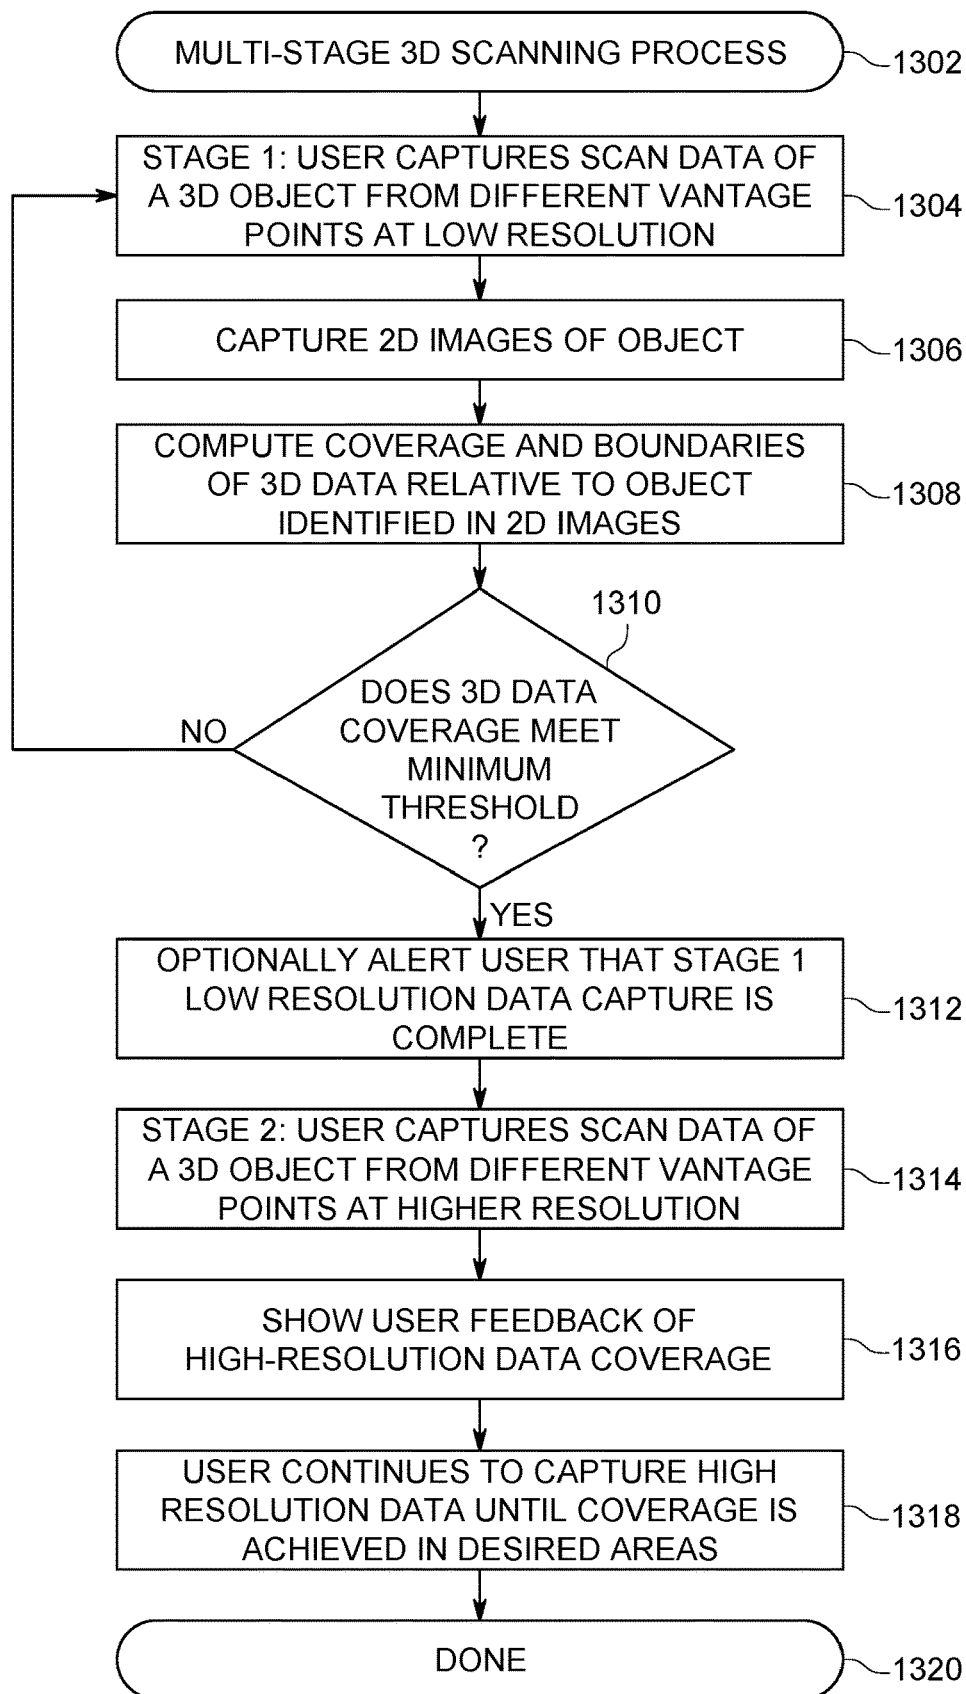 MULTI-STAGE 3D SCANNING PROCESS
1302
STAGE 1: USER CAPTURES SCAN DATA OF
A 3D OBJECT FROM DIFFERENT VANTAGE
POINTS AT LOW RESOLUTION
1304
CAPTURE 2D IMAGES OF OBJECT
1306
COMPUTE COVERAGE AND BOUNDARIES
OF 3D DATA RELATIVE TO OBJECT
IDENTIFIED IN 2D IMAGES
1308
1310
DOES 3D DATA
COVERAGE MEET
MINIMUM
THRESHOLD
?
NO
YES
OPTIONALLY ALERT USER THAT STAGE 1
LOW RESOLUTION DATA CAPTURE IS
COMPLETE
1312
STAGE 2: USER CAPTURES SCAN DATA OF
A 3D OBJECT FROM DIFFERENT VANTAGE
POINTS AT HIGHER RESOLUTION
1314
SHOW USER FEEDBACK OF
HIGH-RESOLUTION DATA COVERAGE
1316
USER CONTINUES TO CAPTURE HIGH
RESOLUTION DATA UNTIL COVERAGE IS
ACHIEVED IN DESIRED AREAS
1318
DONE
1320